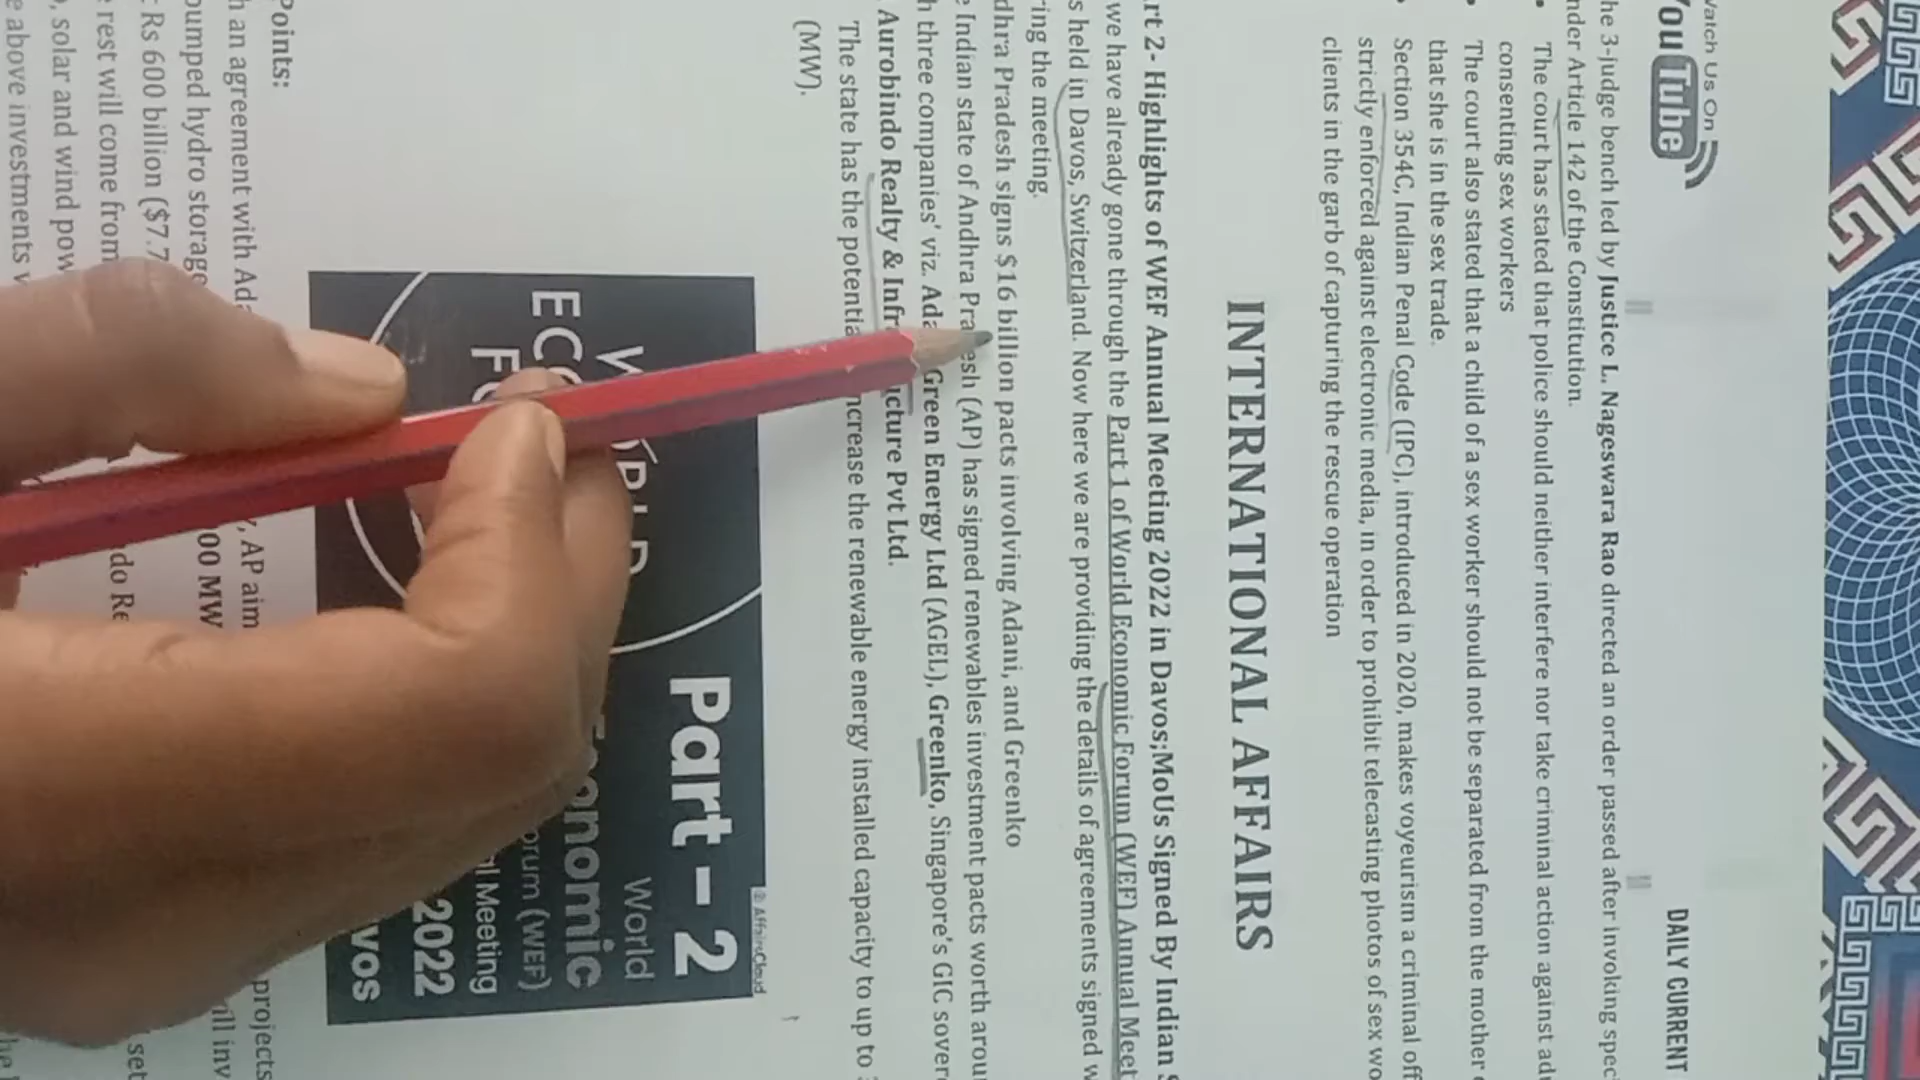 Watch Us On
YouTube
DAILY CURRENT
he 3-judge bench led by Justice L. Nageswara Rao directed an order passed after invoking spec
nder Article 142 of the Constitution.
• The court has stated that police should neither interfere nor take criminal action against
consenting sex workers
• The court also stated that a child of a sex worker should not be separated from the mother
that she is in the sex trade.
• Section 354C, Indian Penal Code (IPC), introduced in 2020, makes voyeurism a criminal off
strictly enforced against electronic media, in order to prohibit telecasting photos of sex wo
clients in the garb of capturing the rescue operation
INTERNATIONAL AFFAIRS
rt 2- Highlights of WEF Annual Meeting 2022 in Davos;MoUs Signed By Indian
we have already gone through the Part 1 of World Economic Forum (WEF) Annual Meet
s held in Davos, Switzerland. Now here we are providing the details of agreements signed
ring the meeting.
dhra Pradesh signs $16 billion pacts involving Adani, and Greenko
e Indian state of Andhra Pra esh (AP) has signed renewables investment pacts worth arou
h three companies' viz. Ada Green Energy Ltd (AGEL), Greenko, Singapore's GIC sover
Aurobindo Realty & Infr cture Pvt Ltd.
The state has the potentia ncrease the renewable energy installed capacity to up to
(MW).
© AffairsCloud
Part - 2
World
onomic
orum (WEF)
l Meeting
2022
vos
Points:
h an agreement with Ada , AP aim projects
umped hydro storage 00 MW ll inv
Rs 600 billion ($7.7
rest will come from do Re set
, solar and wind pow
e above investments